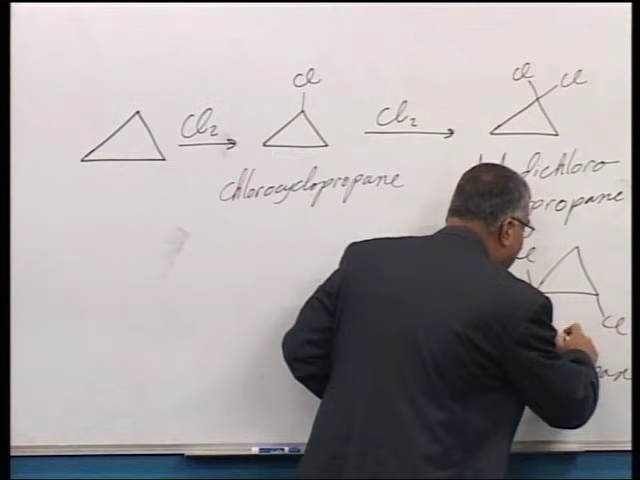 Cl
Cl Cl
Cl₂
Cl₂
chlorocyclopropane
dichloro
propane
Cl